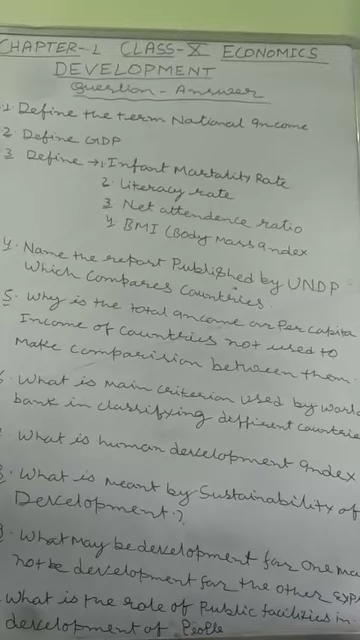 CHAPTER-1 CLASS-X ECONOMICS
DEVELOPMENT
Question-Answer
1. Define the term National Income
2. Define GDP
3 Define → 1. Infant Martality Rate
2. Literacy rate
3. Net attendence ratio
4. BMI (Body Mass Index
4. Name the report Published by UNDP
Which Compares Countries.
5. Why is the total Income or Per Capita
Income of Countries not used to
Make Comparision between them.
What is main criterion used by world
bank in classifying different countries
What is human development Index
8. What is meant by Sustainability of
Development?
9. What May be development for One may
not be development for the other exp
What is the role of Public facilities in
development of People